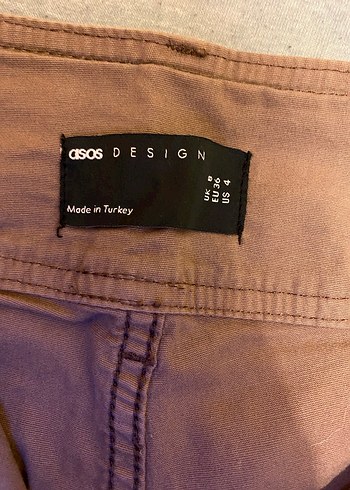 asos DESIGN
Made in Turkey
UK 8
EU 36
US 4